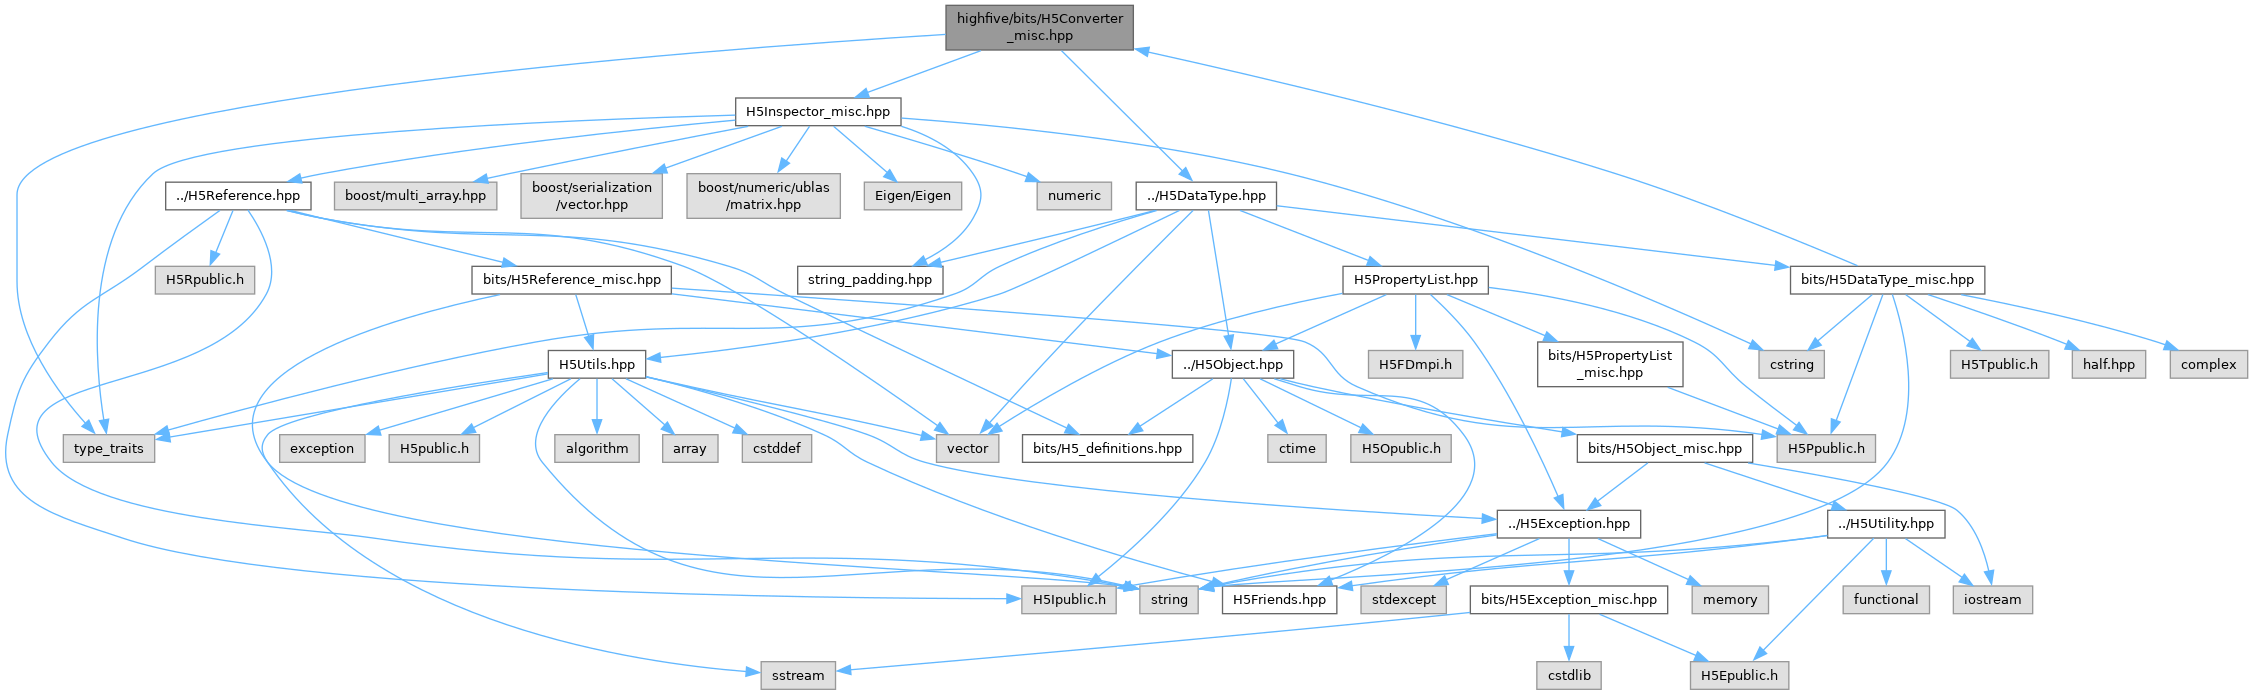 highfive/bits/H5Converter
_misc.hpp
H5Inspector_misc.hpp
../H5Reference.hpp
boost/multi_array.hpp
boost/serialization
/vector.hpp
boost/numeric/ublas
/matrix.hpp
Eigen/Eigen
numeric
../H5DataType.hpp
H5Rpublic.h
bits/H5Reference_misc.hpp
string_padding.hpp
H5PropertyList.hpp
bits/H5DataType_misc.hpp
H5Utils.hpp
../H5Object.hpp
H5FDmpi.h
bits/H5PropertyList
_misc.hpp
cstring
H5Tpublic.h
half.hpp
complex
type_traits
exception
H5public.h
algorithm
array
cstddef
vector
bits/H5_definitions.hpp
ctime
H5Opublic.h
bits/H5Object_misc.hpp
H5Ppublic.h
../H5Exception.hpp
../H5Utility.hpp
H5Ipublic.h
string
H5Friends.hpp
stdexcept
bits/H5Exception_misc.hpp
memory
functional
iostream
sstream
cstdlib
H5Epublic.h